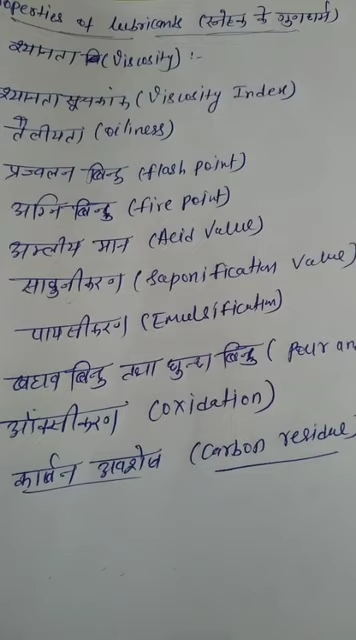 operties of lubricants (स्नेहक के गुणधर्म)
श्यानता (Viscosity) :-
श्यानता सूचकांक (Viscosity Index)
तैलीयता (oiliness)
प्रज्वलन बिन्दु (flash point)
अग्नि बिन्दु (fire point)
अम्लीय मान (Acid Value)
साबुनीकरण (Saponification Value)
पायसीकरण (Emulsification)
बहाव बिन्दु तथा धुन्ध बिन्दु ( pour an
ऑक्सीकरण (oxidation)
कार्बन अवशेष (Carbon residue)